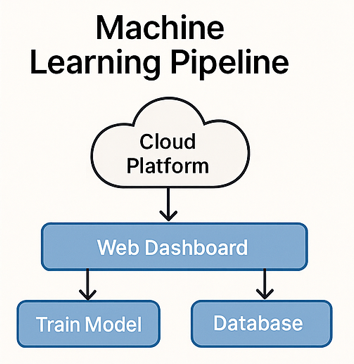 Machine
Learning Pipeline
Cloud
Platform
Web Dashboard
Train Model
Database